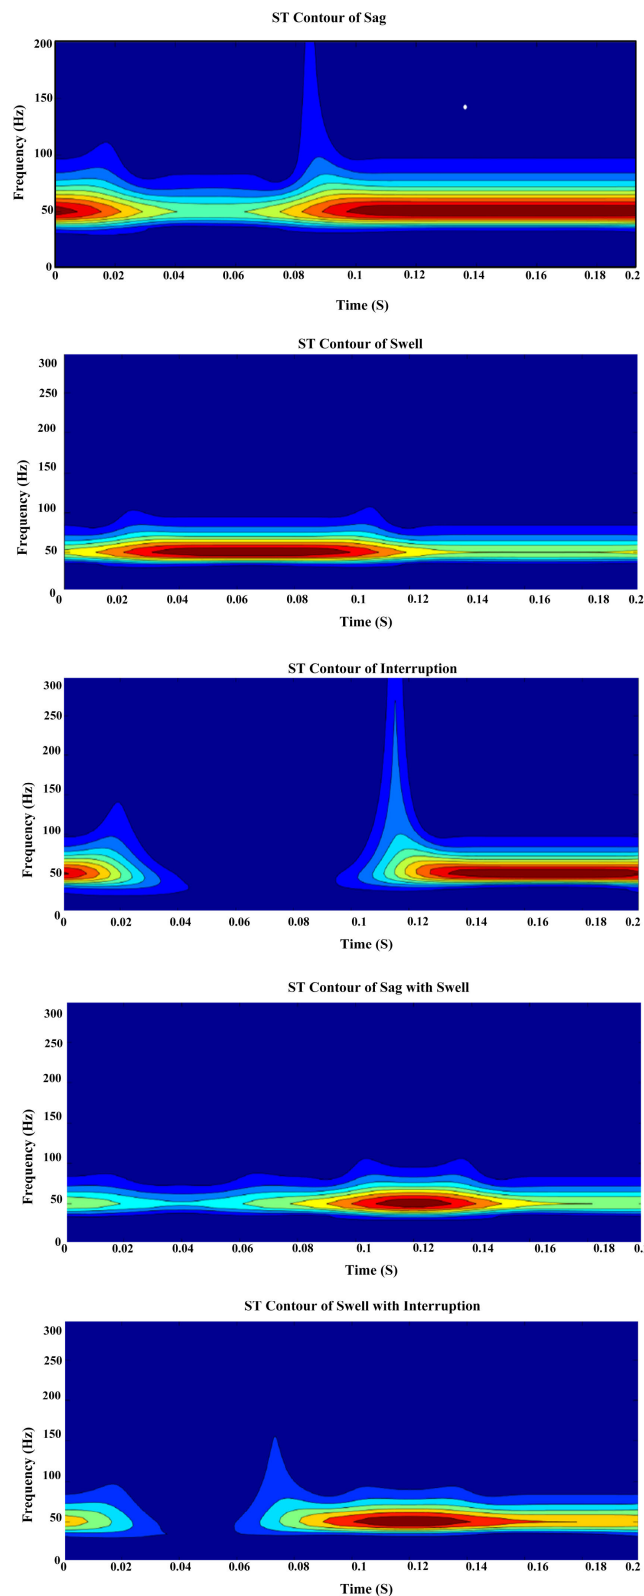 ST Contour of Sag
200
150
100
50
0
Frequency (Hz)
0 0.02 0.04 0.06 0.08 0.1 0.12 0.14 0.16 0.18 0.2
Time (S)
ST Contour of Swell
300
250
200
150
100
50
0
Frequency (Hz)
0 0.02 0.04 0.06 0.08 0.1 0.12 0.14 0.16 0.18 0.2
Time (S)
ST Contour of Interruption
300
250
200
150
100
50
0
Frequency (Hz)
0.02 0.04 0.06 0.08 0.1 0.12 0.14 0.16 0.18 0.2
Time (S)
ST Contour of Sag with Swell
300
250
200
150
100
50
0
Frequency (Hz)
0 0.02 0.04 0.06 0.08 0.1 0.12 0.14 0.16 0.18 0.
Time (S)
ST Contour of Swell with Interruption
300
250
200
150
100
50
0
Frequency (Hz)
0 0.02 0.04 0.06 0.08 0.1 0.12 0.14 0.16 0.18 0.2
Time (S)